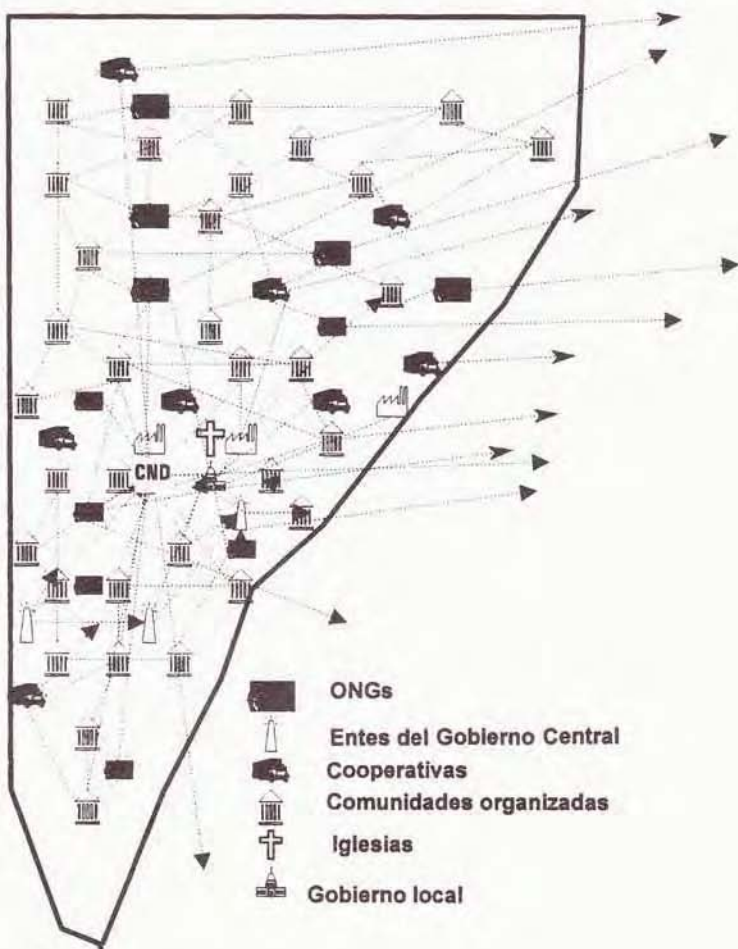 CND
ONGs
Entes del Gobierno Central
Cooperativas
Comunidades organizadas
Iglesias
Gobierno local